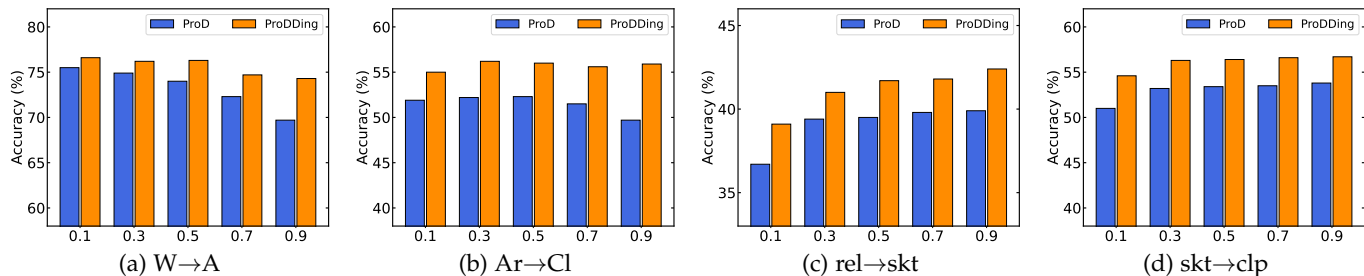 80
75
70
65
60
Accuracy (%)
ProD
ProDDing
0.1 0.3 0.5 0.7 0.9
(a) W→A
60
55
50
45
40
Accuracy (%)
ProD
ProDDing
0.1 0.3 0.5 0.7 0.9
(b) Ar→Cl
45
40
35
Accuracy (%)
ProD
ProDDing
0.1 0.3 0.5 0.7 0.9
(c) rel→skt
60
55
50
45
40
Accuracy (%)
ProD
ProDDing
0.1 0.3 0.5 0.7 0.9
(d) skt→clp